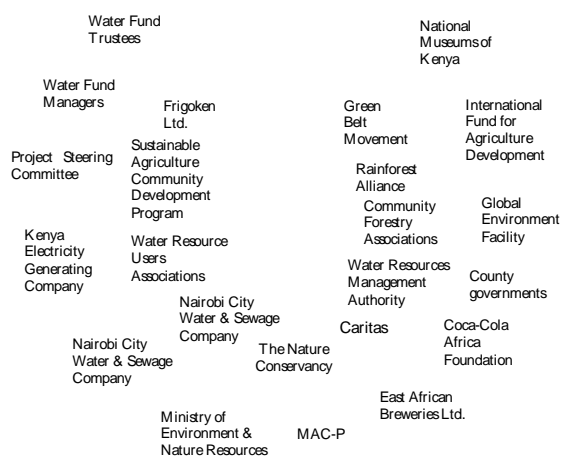 Water Fund
Trustees
National
Museums of
Kenya
Water Fund
Managers
Frigoken
Ltd.
Green
Belt
Movement
International
Fund for
Agriculture
Development
Project Steering
Committee
Sustainable
Agriculture
Community
Development
Program
Rainforest
Alliance
Community
Forestry
Associations
Global
Environment
Facility
Kenya
Electricity
Generating
Company
Water Resource
Users
Associations
Water Resources
Management
Authority
County
governments
Nairobi City
Water & Sewage
Company
Nairobi City
Water & Sewage
Company
The Nature
Conservancy
Caritas
Coca-Cola
Africa
Foundation
East African
Breweries Ltd.
Ministry of
Environment &
Nature Resources
MAC-P